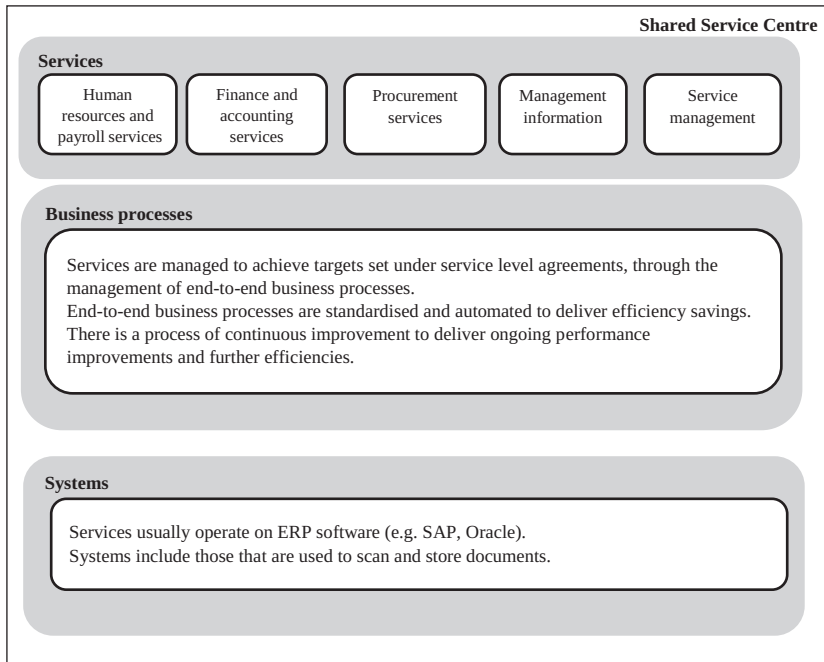 Shared Service Centre
Services
Human
resources and
payroll services
Finance and
accounting
services
Procurement
services
Management
information
Service
management
Business processes
Services are managed to achieve targets set under service level agreements, through the
management of end-to-end business processes.
End-to-end business processes are standardised and automated to deliver efficiency savings.
There is a process of continuous improvement to deliver ongoing performance
improvements and further efficiencies.
Systems
Services usually operate on ERP software (e.g. SAP, Oracle).
Systems include those that are used to scan and store documents.